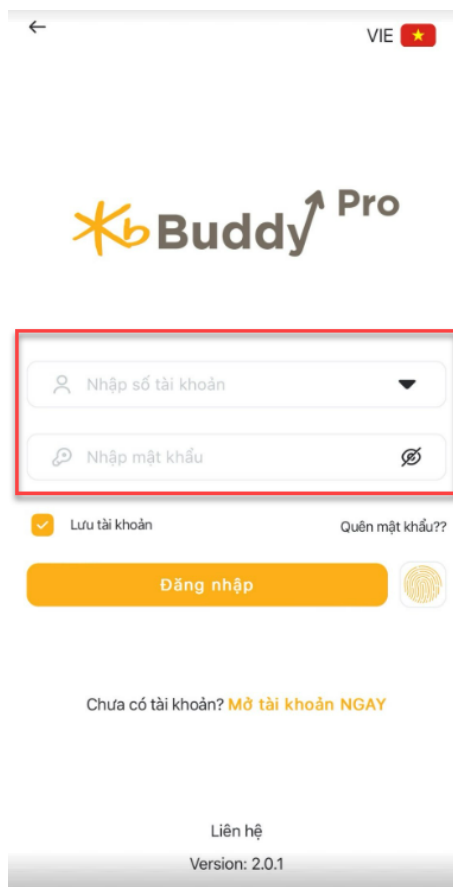 VIE
Kb Buddy Pro
Nhập số tài khoản
Nhập mật khẩu
Lưu tài khoản
Quên mật khẩu??
Đăng nhập
Chưa có tài khoản? Mở tài khoản NGAY
Liên hệ
Version: 2.0.1